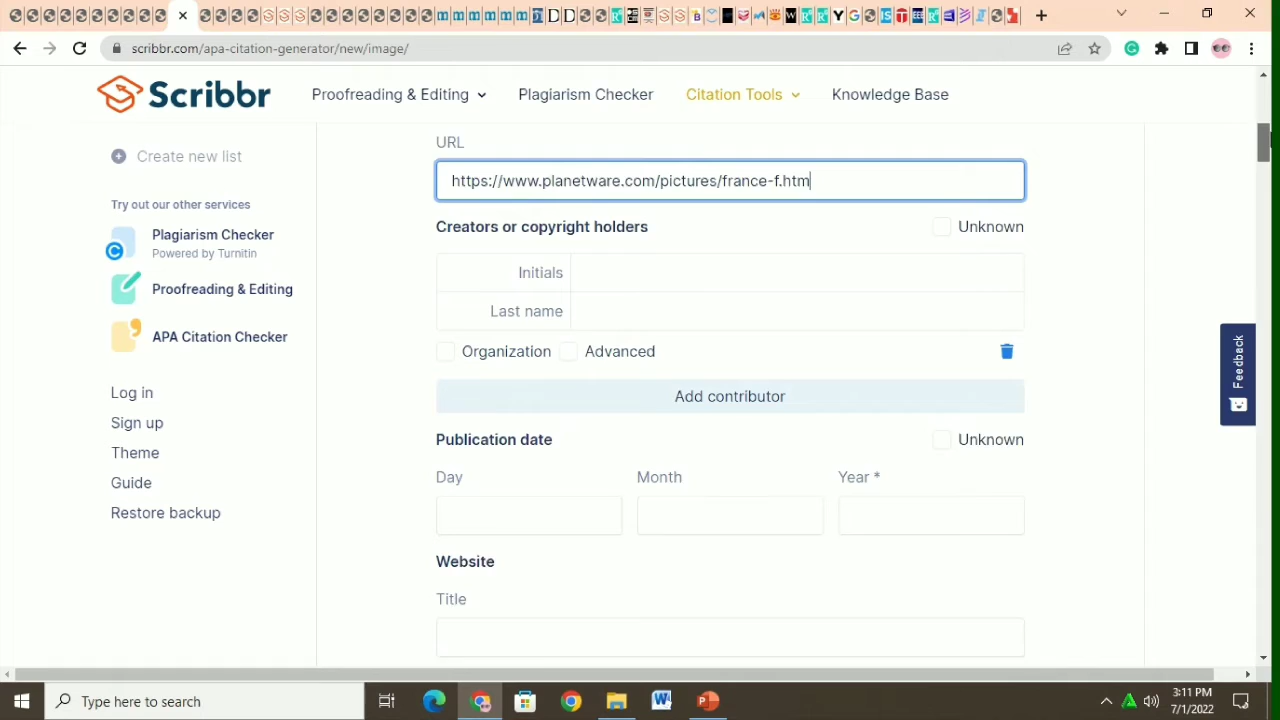 scribbr.com/apa-citation-generator/new/image/
Scribbr
Proofreading & Editing
Plagiarism Checker
Citation Tools
Knowledge Base
Create new list
Try out our other services
Plagiarism Checker
Powered by Turnitin
Proofreading & Editing
APA Citation Checker
Log in
Sign up
Theme
Guide
Restore backup
URL
https://www.planetware.com/pictures/france-f.htm
Creators or copyright holders
Unknown
Initials
Last name
Organization
Advanced
Add contributor
Publication date
Unknown
Day
Month
Year *
Website
Title
Feedback
Type here to search
3:11 PM
7/1/2022